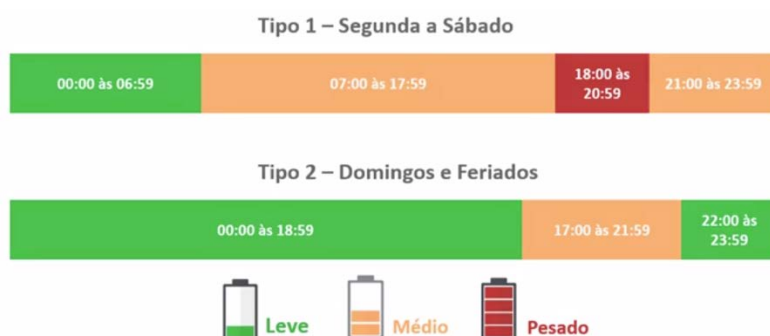 Tipo 1 – Segunda a Sábado
00:00 às 06:59
07:00 às 17:59
18:00 às
20:59
21:00 às 23:59
Tipo 2 – Domingos e Feriados
00:00 às 18:59
17:00 às 21:59
22:00 às
23:59
Leve
Médio
Pesado